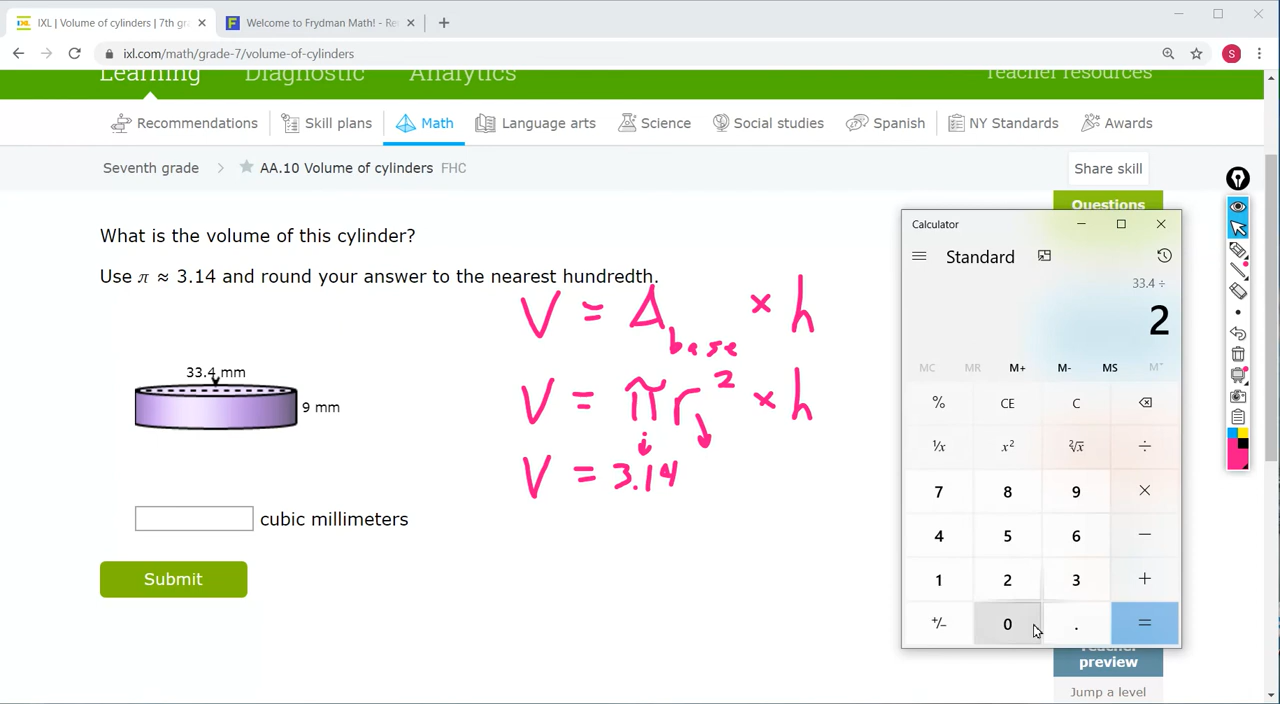 IXL | Volume of cylinders | 7th gra
Welcome to Frydman Math! - Re
ixl.com/math/grade-7/volume-of-cylinders
S
Learning Diagnostic Analytics Teacher resources
Recommendations Skill plans Math Language arts Science Social studies Spanish NY Standards Awards
Seventh grade > AA.10 Volume of cylinders FHC
Share skill
Questions
What is the volume of this cylinder?
Use π ≈ 3.14 and round your answer to the nearest hundredth.
33.4 mm
9 mm
cubic millimeters
Submit
V = A base × h
V = π r 2 × h
V = 3.14
Calculator
Standard
33.4 ÷
2
MC MR M+ M- MS M˅
% CE C
¹/x x² ²√x ÷
7 8 9 ×
4 5 6 −
1 2 3 +
+/− 0 . =
Teacher
preview
Jump a level